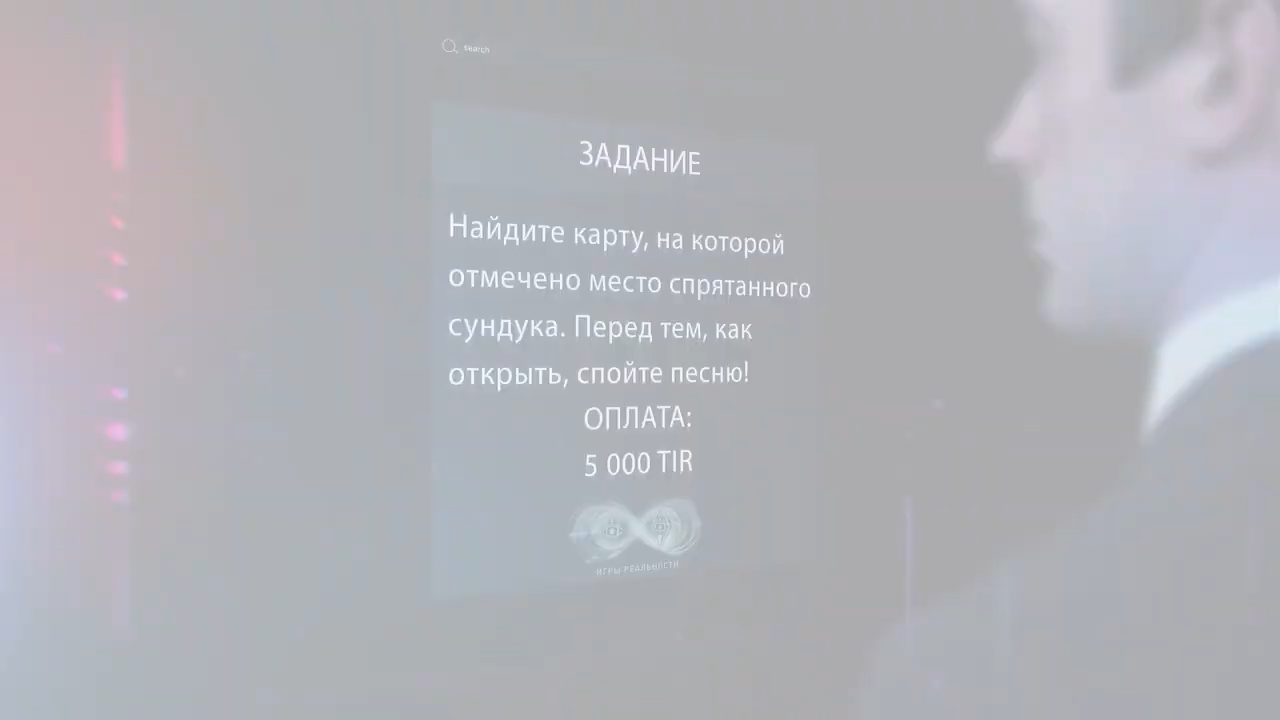 search
ЗАДАНИЕ
Найдите карту, на которой
отмечено место спрятанного
сундука. Перед тем, как
открыть, спойте песню!
ОПЛАТА:
5 000 TIR
ИГРЫ РЕАЛЬНОСТИ